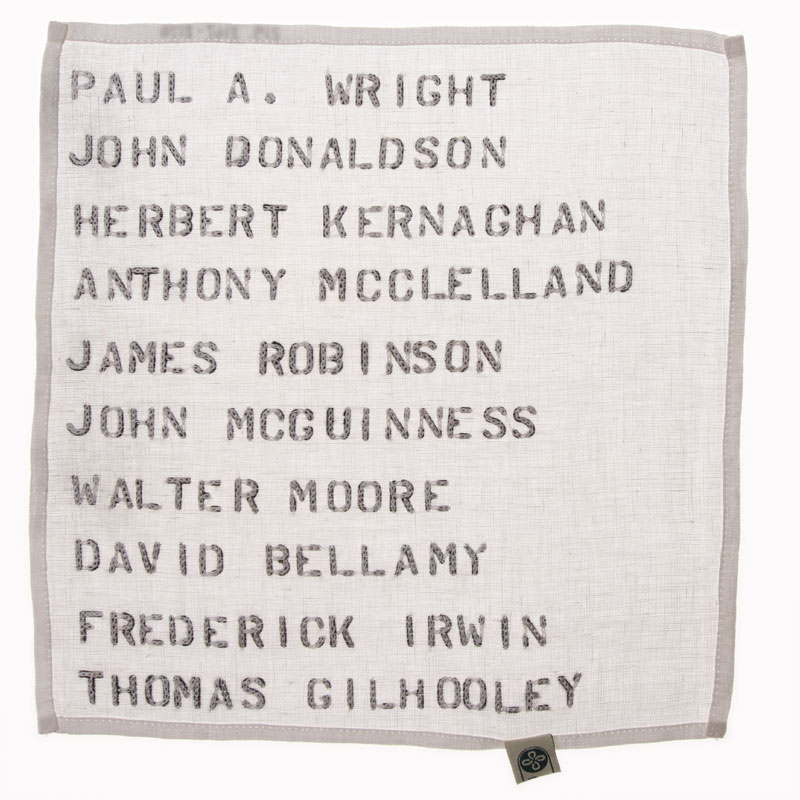 PAUL A. WRIGHT
JOHN DONALDSON
HERBERT KERNAGHAN
ANTHONY MCCLELLAND
JAMES ROBINSON
JOHN MCGUINNESS
WALTER MOORE
DAVID BELLAMY
FREDERICK IRWIN
THOMAS GILHOOLEY